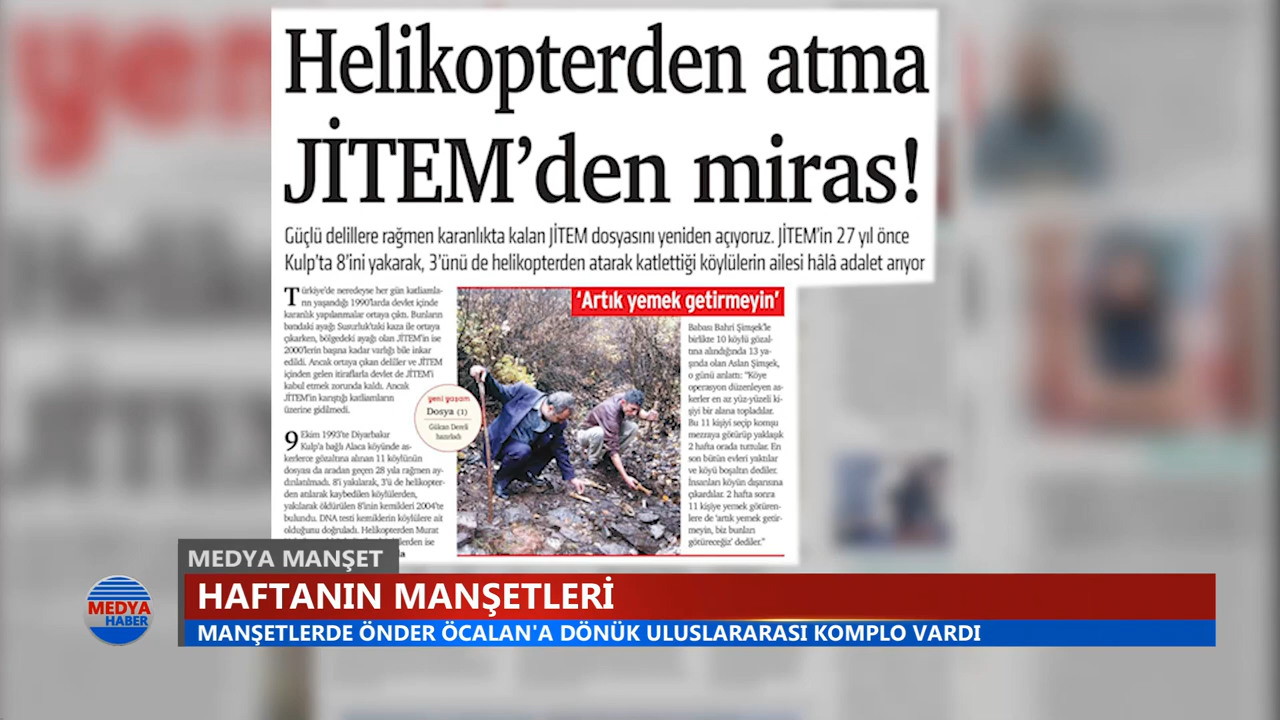 Helikopterden atma
JİTEM'den miras!
Güçlü delillere rağmen karanlıkta kalan JİTEM dosyasını yeniden açıyoruz. JİTEM'in 27 yıl önce
Kulp'ta 8'ini yakarak, 3'ünü de helikopterden atarak katlettiği köylülerin ailesi hâlâ adalet arıyor
Türkiye'de neredeyse her gün katliamla-
rın yaşandığı 1990'larda devlet içinde
karanlık yapılanmalar ortaya çıktı. Bunların
batıdaki ayağı Susurluk'taki kaza ile ortaya
çıkarken, bölgedeki ayağı olan JİTEM'in ise
2000'lerin başına kadar varlığı bile inkar
edildi. Ancak ortaya çıkan deliller ve JİTEM
içinden gelen itiraflarla devlet de JİTEM'i
kabul etmek zorunda kaldı. Ancak
JİTEM'in karıştığı katliamların
üzerine gidilmedi.
9 Ekim 1993'te Diyarbakır
Kulp'a bağlı Alaca köyünde as-
kerlerce gözaltına alınan 11 köylünün
dosyası da aradan geçen 28 yıla rağmen ay-
dınlatılmadı. 8'i yakılarak, 3'ü de helikopter-
den atılarak kaybedilen köylülerden,
yakılarak öldürülen 8'inin kemikleri 2004'te
bulundu. DNA testi kemiklerin köylülere ait
olduğunu doğruladı. Helikopterden Murat
lerden ise
yeni yaşam
Dosya (1)
Gülcan Dereli
hazırladı
'Artık yemek getirmeyin'
Babası Bahri Şimşek'le
birlikte 10 köylü gözal-
tına alındığında 13 ya-
şında olan Aslan Şimşek,
o günü anlattı: "Köye
operasyon düzenleyen as-
kerler en az yüz-yüzelli ki-
şiyi bir alana topladılar.
Bu 11 kişiyi seçip komşu
mezraya götürüp yaklaşık
2 hafta orada tuttular. En
son bütün evleri yaktılar
ve köyü boşaltın dediler.
İnsanları köyün dışarısına
çıkardılar. 2 hafta sonra
11 kişiye yemek götüren-
lere de 'artık yemek getir-
meyin, biz bunları
götüreceğiz' dediler."
MEDYA MANŞET
HAFTANIN MANŞETLERİ
MANŞETLERDE ÖNDER ÖCALAN'A DÖNÜK ULUSLARARASI KOMPLO VARDI
MEDYA
HABER